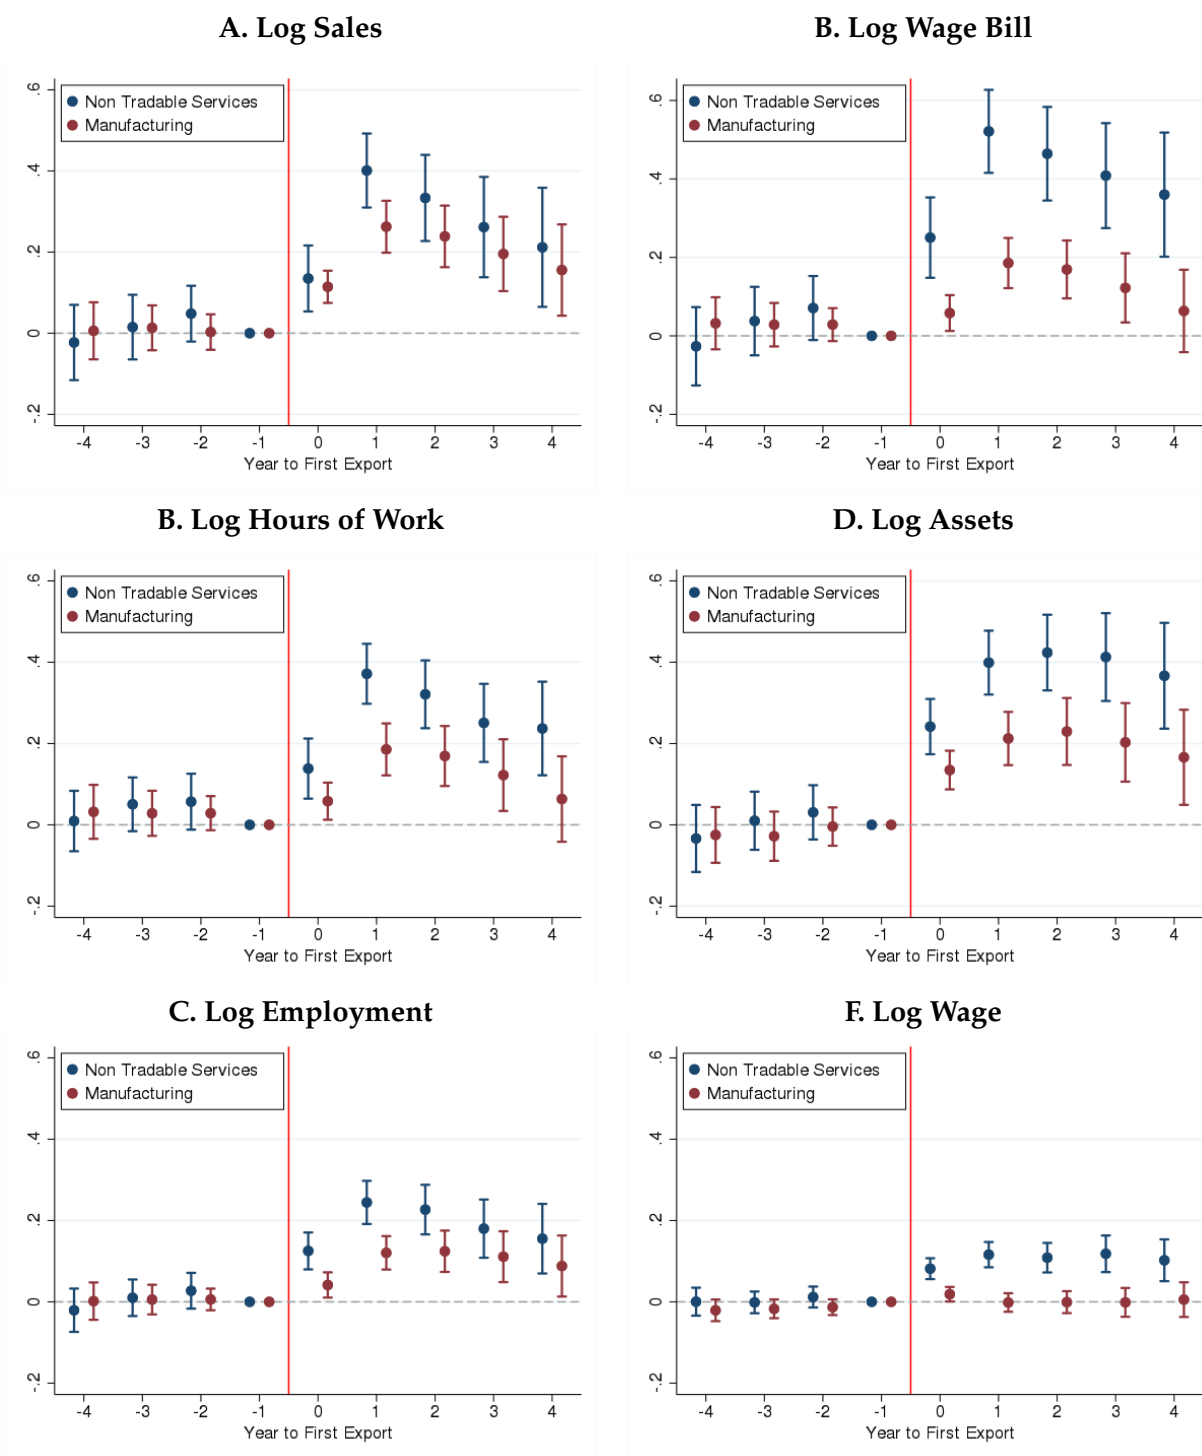 A. Log Sales
Non Tradable Services
Manufacturing
.6
.4
.2
0
-.2
-4 -3 -2 -1 0 1 2 3 4
Year to First Export
B. Log Wage Bill
Non Tradable Services
Manufacturing
.6
.4
.2
0
-.2
-4 -3 -2 -1 0 1 2 3 4
Year to First Export
B. Log Hours of Work
Non Tradable Services
Manufacturing
.6
.4
.2
0
-.2
-4 -3 -2 -1 0 1 2 3 4
Year to First Export
D. Log Assets
Non Tradable Services
Manufacturing
.6
.4
.2
0
-.2
-4 -3 -2 -1 0 1 2 3 4
Year to First Export
C. Log Employment
Non Tradable Services
Manufacturing
.6
.4
.2
0
-.2
-4 -3 -2 -1 0 1 2 3 4
Year to First Export
F. Log Wage
Non Tradable Services
Manufacturing
.6
.4
.2
0
-.2
-4 -3 -2 -1 0 1 2 3 4
Year to First Export